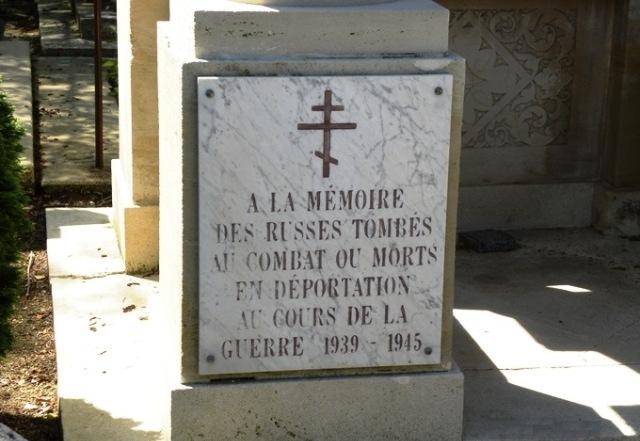 A LA MÉMOIRE
DES RUSSES TOMBÉS
AU COMBAT OU MORTS
EN DÉPORTATION
AU COURS DE LA
GUERRE 1939 - 1945